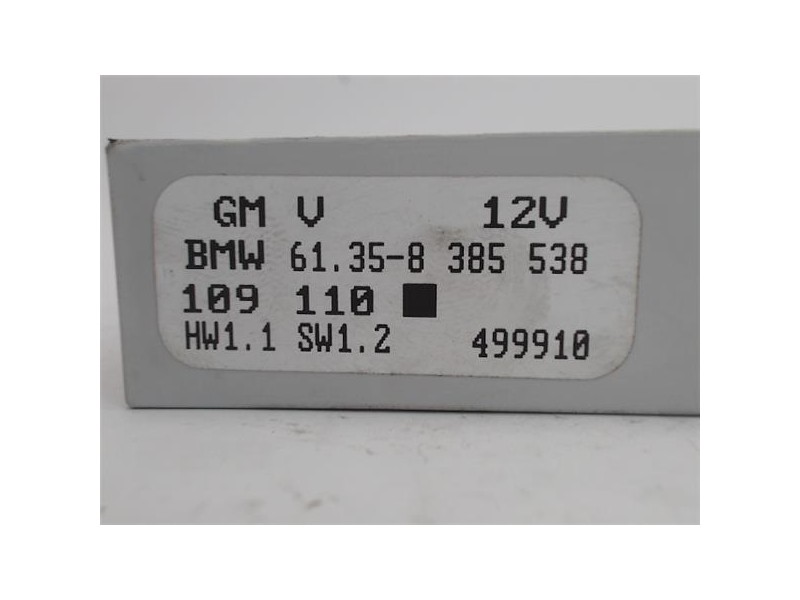 GM V 12V
BMW 61.35-8 385 538
109 110
HW1.1 SW1.2 499910